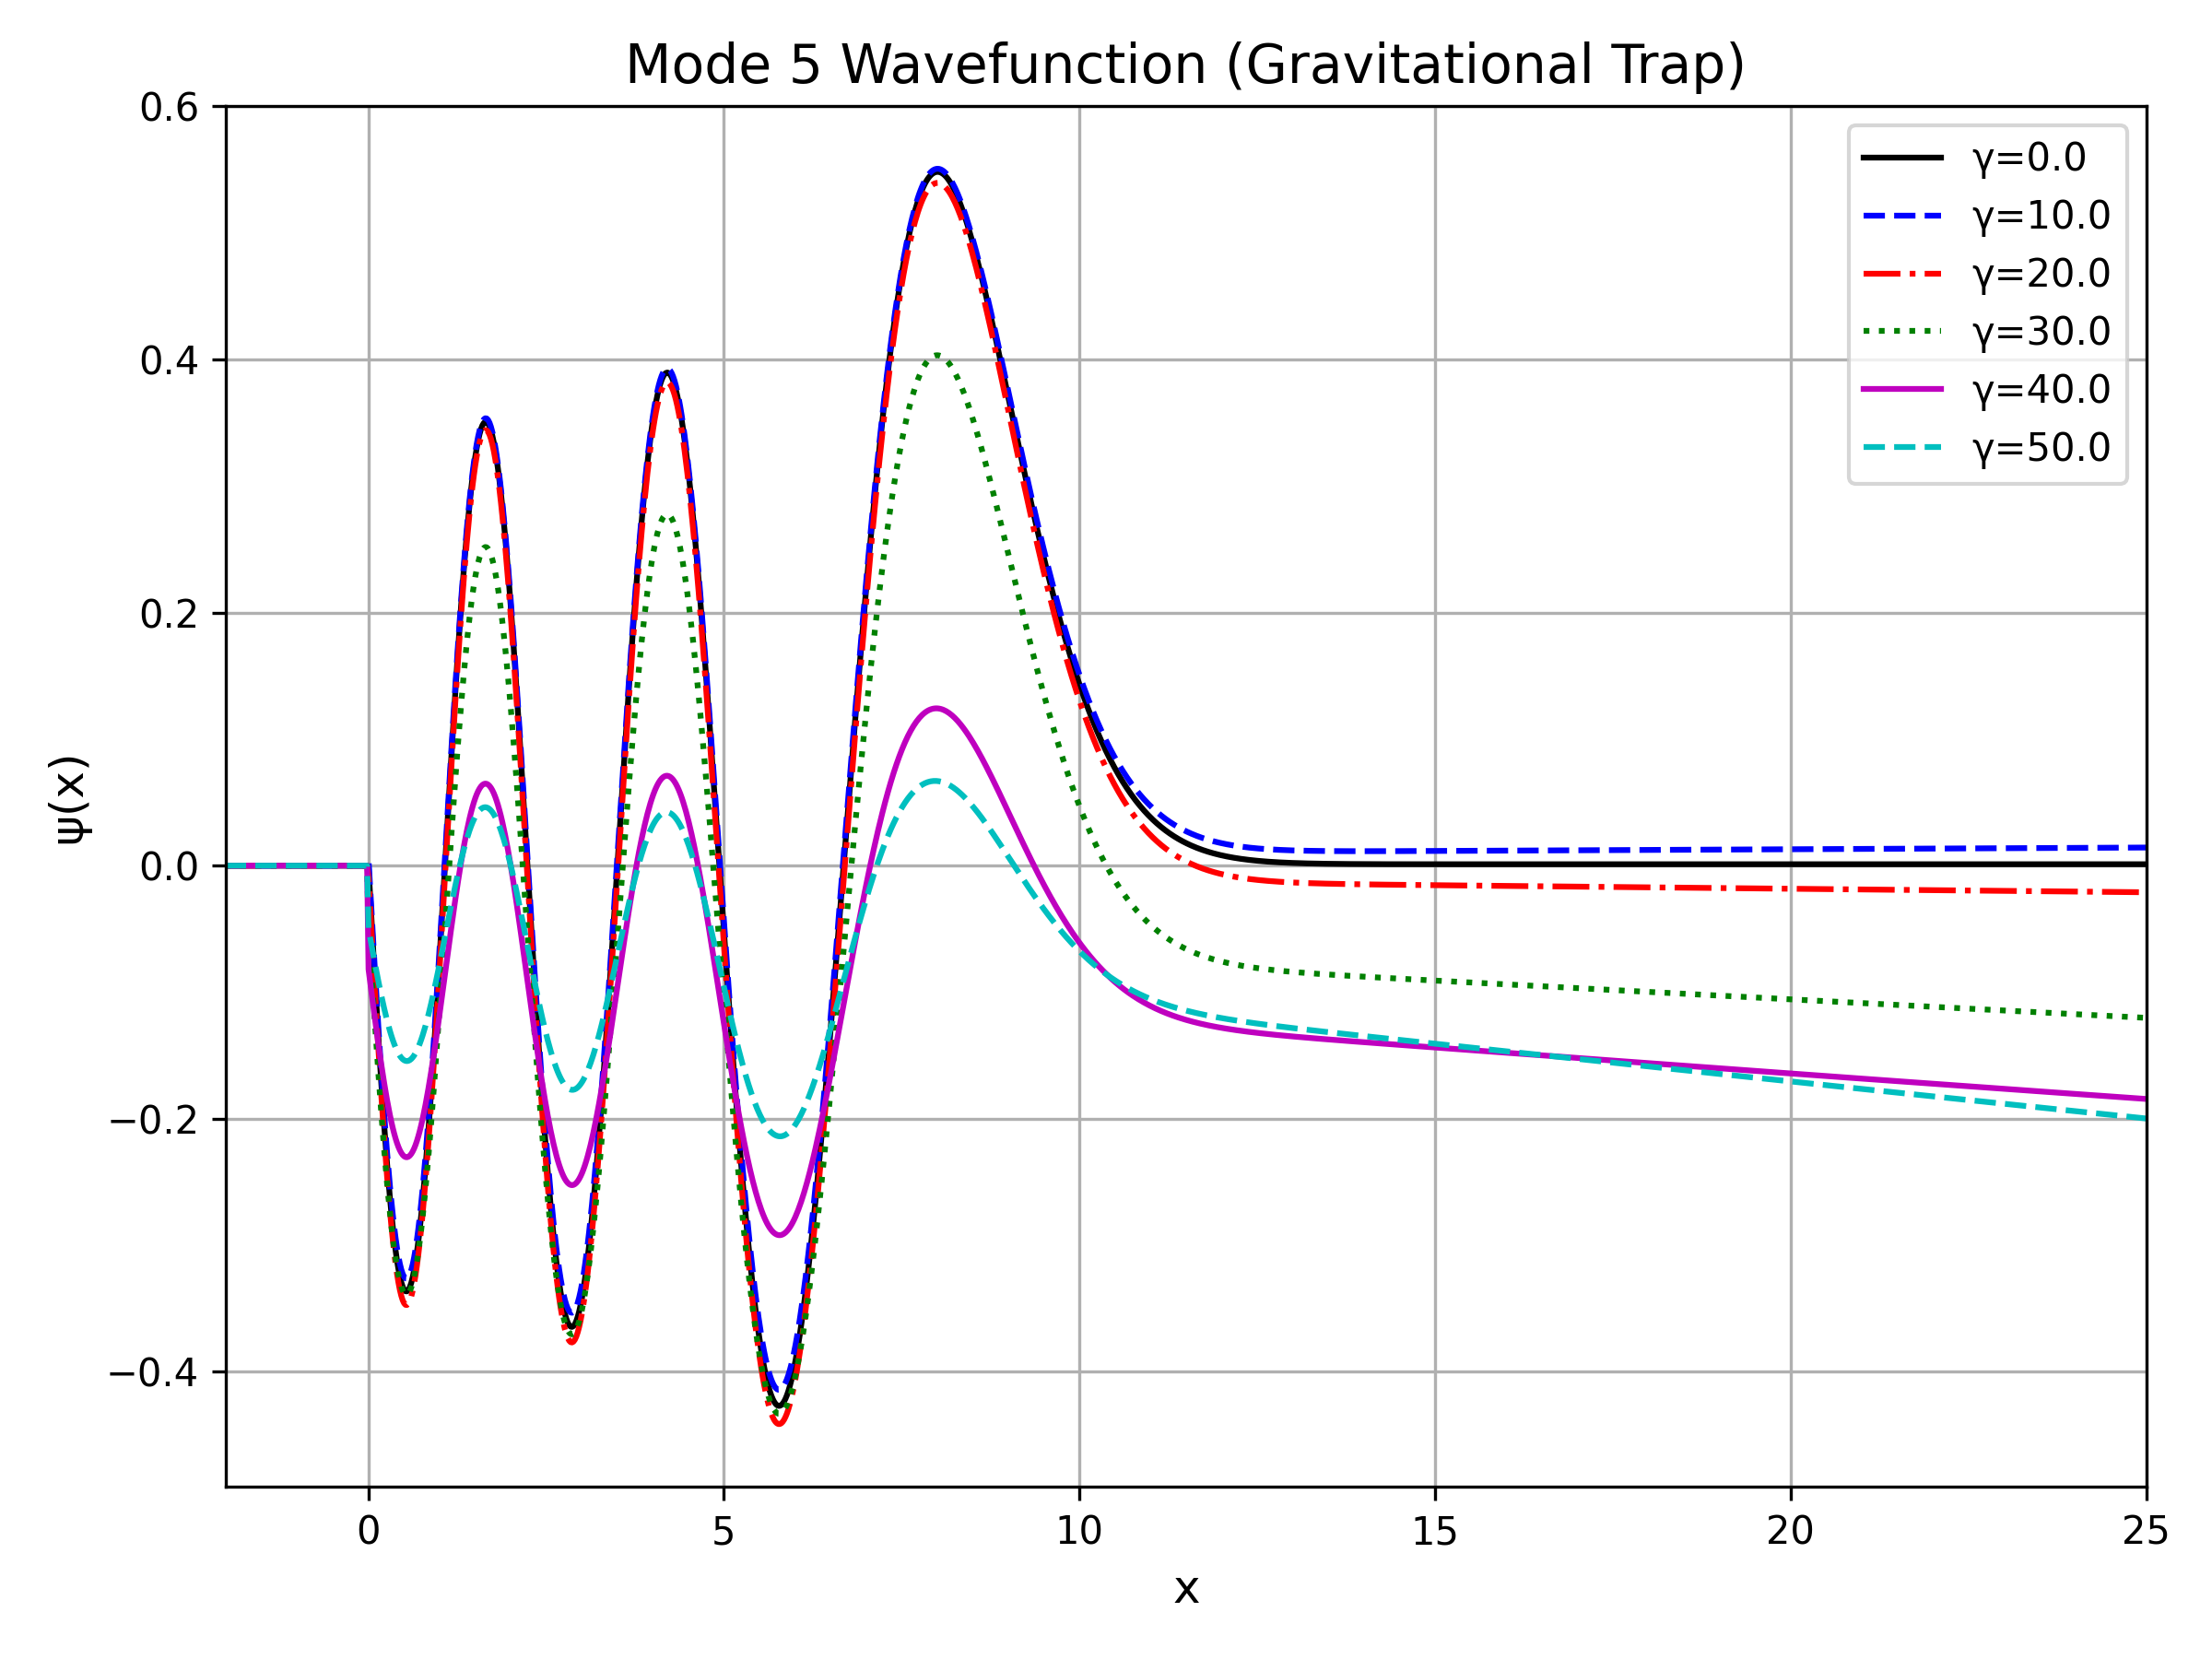 Mode 5 Wavefunction (Gravitational Trap)
0.6
0.4
0.2
0.0
−0.2
−0.4
ψ(x)
γ=0.0
γ=10.0
γ=20.0
γ=30.0
γ=40.0
γ=50.0
0 5 10 15 20 25
x